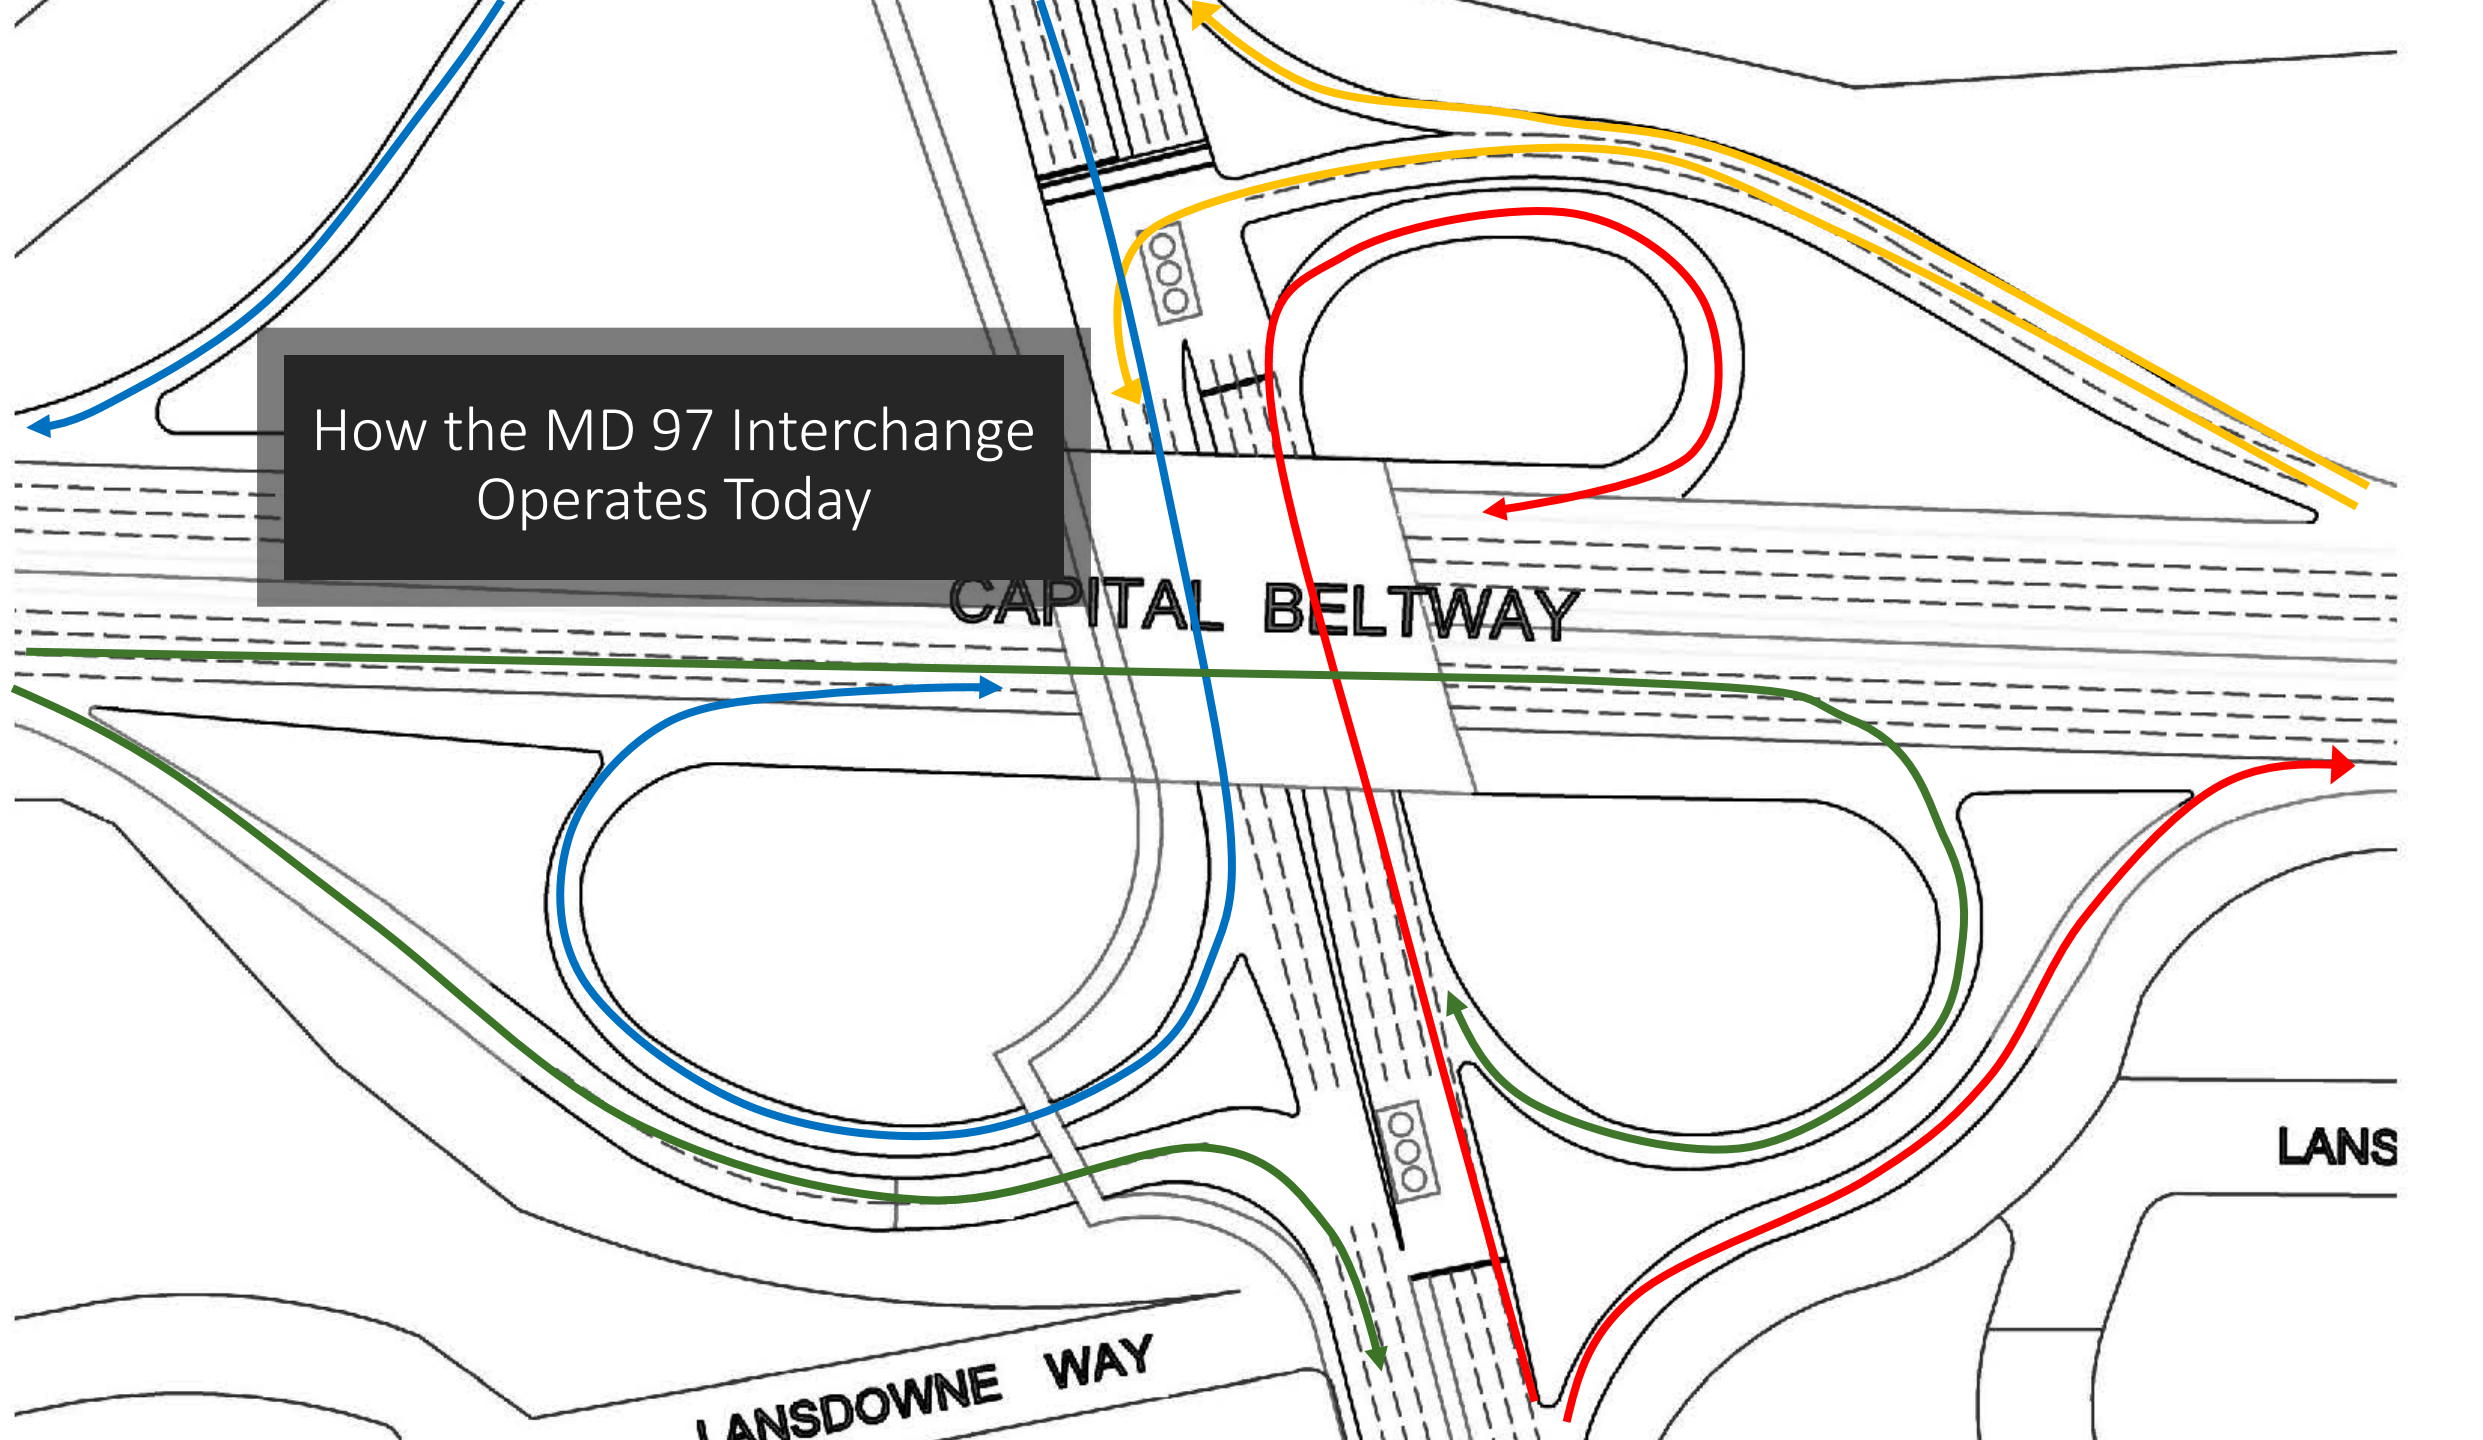 How the MD 97 Interchange
Operates Today
CAPITAL BELTWAY
LANS
LANSDOWNE WAY